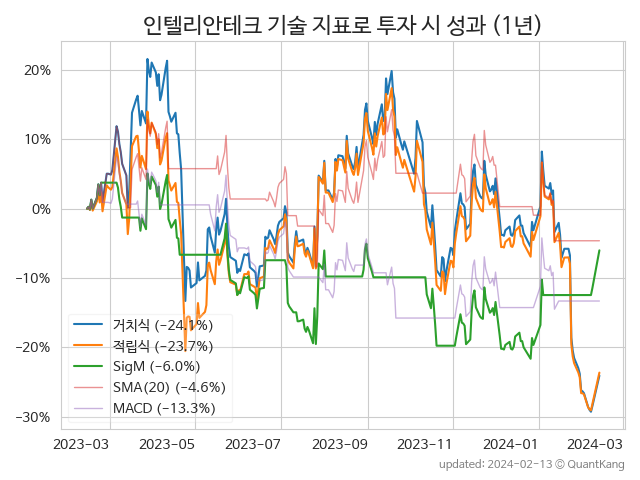 인텔리안테크 기술 지표로 투자 시 성과 (1년)
20%
10%
0%
−10%
−20%
−30%
거치식 (−24.1%)
적립식 (−23.7%)
SigM (−6.0%)
SMA(20) (−4.6%)
MACD (−13.3%)
2023-03 2023-05 2023-07 2023-09 2023-11 2024-01 2024-03
updated: 2024-02-13 ⓒ QuantKang